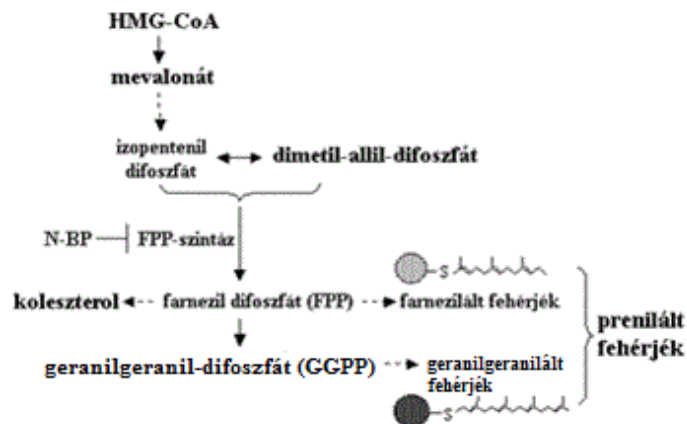 HMG-CoA
mevalonát
izopentenil
difoszfát
dimetil-allil-difoszfát
N-BP
FPP-szintáz
S
koleszterol
farnezil difoszfát (FPP)
farnezilált fehérjék
prenilált
fehérjék
geranilgeranil-difoszfát (GGPP)
geranilgeranilált
fehérjék
S